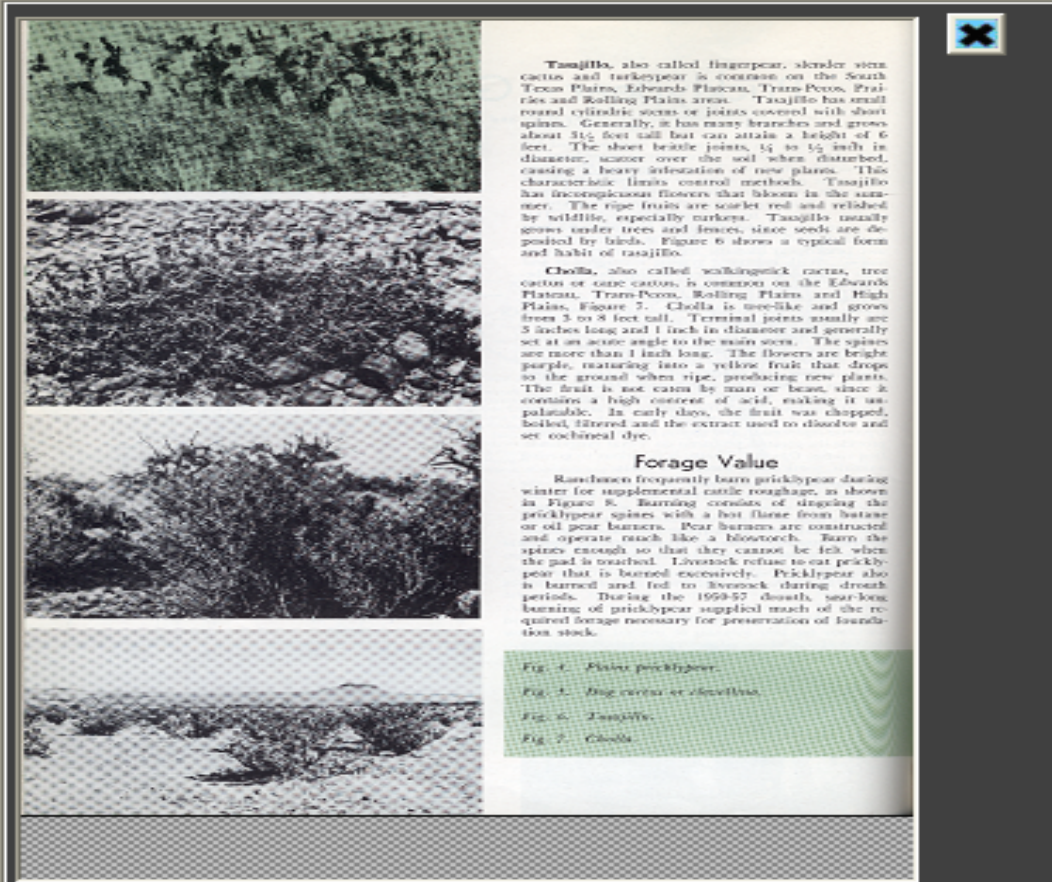 Tasajillo, also called fingerpear, slender stem
cactus and turkeypear is common on the South
Texas Plains, Edwards Plateau, Trans-Pecos, Prai-
ries and Rolling Plains areas. Tasajillo has small
round cylindric stems or joints covered with short
spines. Generally, it has many branches and grows
about feet tall but can attain a height of 6
feet. The short brittle joints, ¼ to ½ inch in
diameter, scatter over the soil when disturbed,
causing a heavy infestation of new plants. This
characteristic limits control methods. Tasajillo
has inconspicuous flowers that bloom in the sum-
mer. The ripe fruits are scarlet red and relished
by wildlife, especially turkeys. Tasajillo usually
grows under trees and fences, since seeds are de-
posited by birds. Figure 6 shows a typical form
and habit of tasajillo.
Cholla, also called walkingstick cactus, tree
cactus or cane cactus, is common on the Edwards
Plateau, Trans-Pecos, Rolling Plains and High
Plains, Figure 7. Cholla is tree-like and grows
from 3 to 8 feet tall. Terminal joints usually are
5 inches long and 1 inch in diameter and generally
set at an acute angle to the main stem. The spines
are more than 1 inch long. The flowers are bright
purple, maturing into a yellow fruit that drops
to the ground when ripe, producing new plants.
The fruit is not eaten by man or beast, since it
contains a high content of acid, making it un-
palatable. In early days, the fruit was chopped,
boiled, filtered and the extract used to dissolve and
set cochineal dye.
Forage Value
Ranchmen frequently burn pricklypear during
winter for supplemental cattle roughage, as shown
in Figure 8. Burning consists of singeing the
pricklypear spines with a hot flame from butane
or oil pear burners. Pear burners are constructed
and operate much like a blowtorch. Burn the
spines enough so that they cannot be felt when
the pad is touched. Livestock refuse to eat prickly-
pear that is burned excessively. Pricklypear also
is burned and fed to livestock during drouth
periods. During the 1950-57 drouth, year-long
burning of pricklypear supplied much of the re-
quired forage necessary for preservation of founda-
tion stock.
Fig. 4. Plains pricklypear.
Fig. 5. Dog cactus or clavellina.
Fig. 6. Tasajillo.
Fig. 7. Cholla.